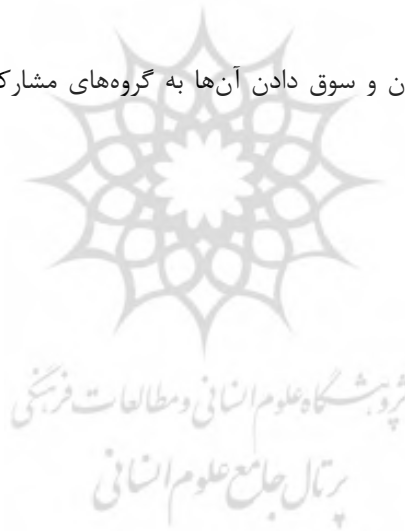 ن و سوق دادن آن‌ها به گروه‌های مشارک
پژوهشگاه علوم انسانی و مطالعات فرهنگی
پرتال جامع علوم انسانی